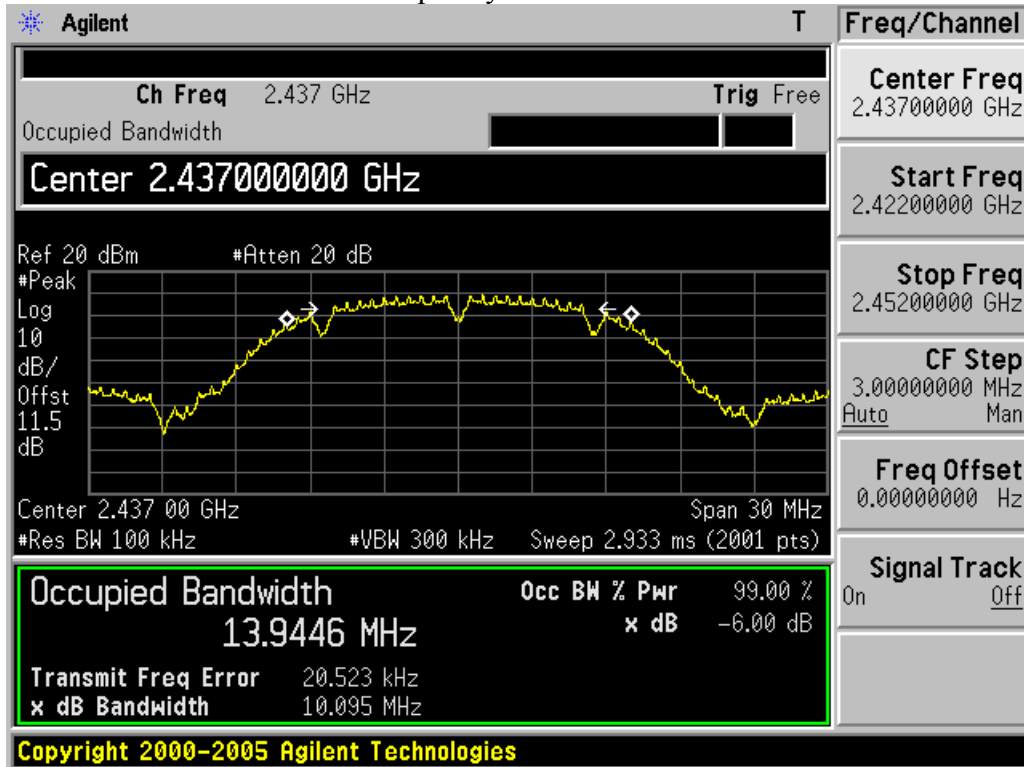 Agilent
T
Freq/Channel
Ch Freq 2.437 GHz
Trig Free
Occupied Bandwidth
Center 2.437000000 GHz
Ref 20 dBm
#Atten 20 dB
#Peak
Log
10
dB/
Offst
11.5
dB
Center 2.437 00 GHz
Span 30 MHz
#Res BW 100 kHz
#VBW 300 kHz
Sweep 2.933 ms (2001 pts)
Occupied Bandwidth
13.9446 MHz
Occ BW % Pwr 99.00 %
x dB -6.00 dB
Transmit Freq Error 20.523 kHz
x dB Bandwidth 10.095 MHz
Center Freq
2.43700000 GHz
Start Freq
2.42200000 GHz
Stop Freq
2.45200000 GHz
CF Step
3.00000000 MHz
Auto Man
Freq Offset
0.00000000 Hz
Signal Track
On Off
Copyright 2000-2005 Agilent Technologies